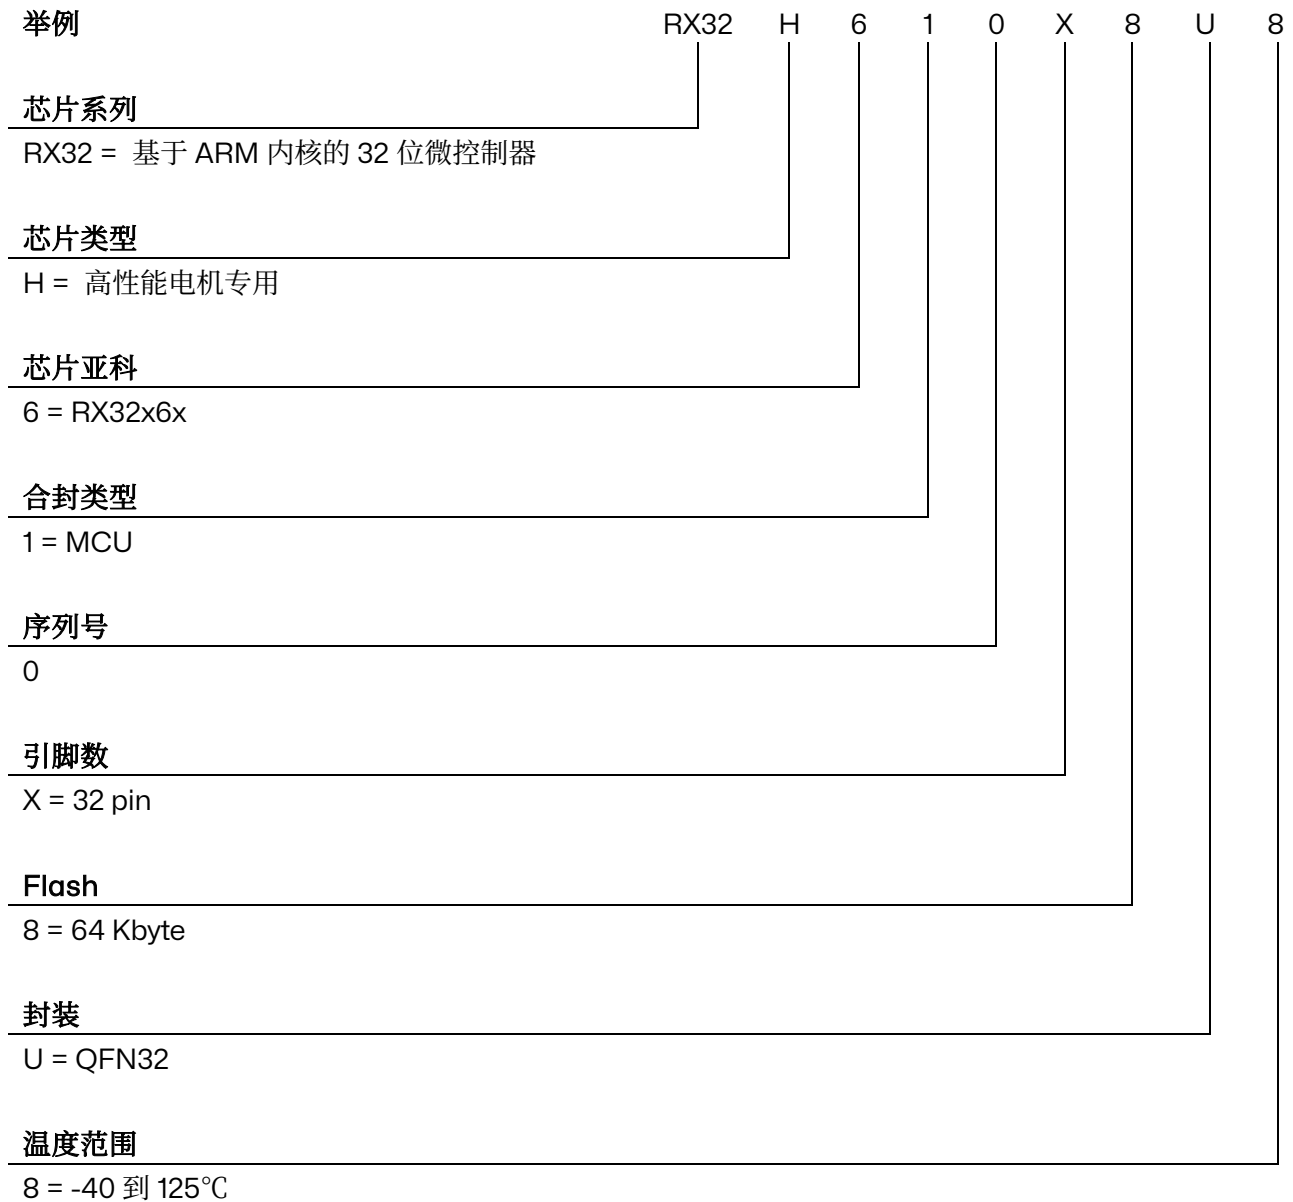 举例 RX32 H 6 1 0 X 8 U 8
芯片系列
RX32 = 基于 ARM 内核的 32 位微控制器
芯片类型
H = 高性能电机专用
芯片亚科
6 = RX32x6x
合封类型
1 = MCU
序列号
0
引脚数
X = 32 pin
Flash
8 = 64 Kbyte
封装
U = QFN32
温度范围
8 = -40 到 125℃